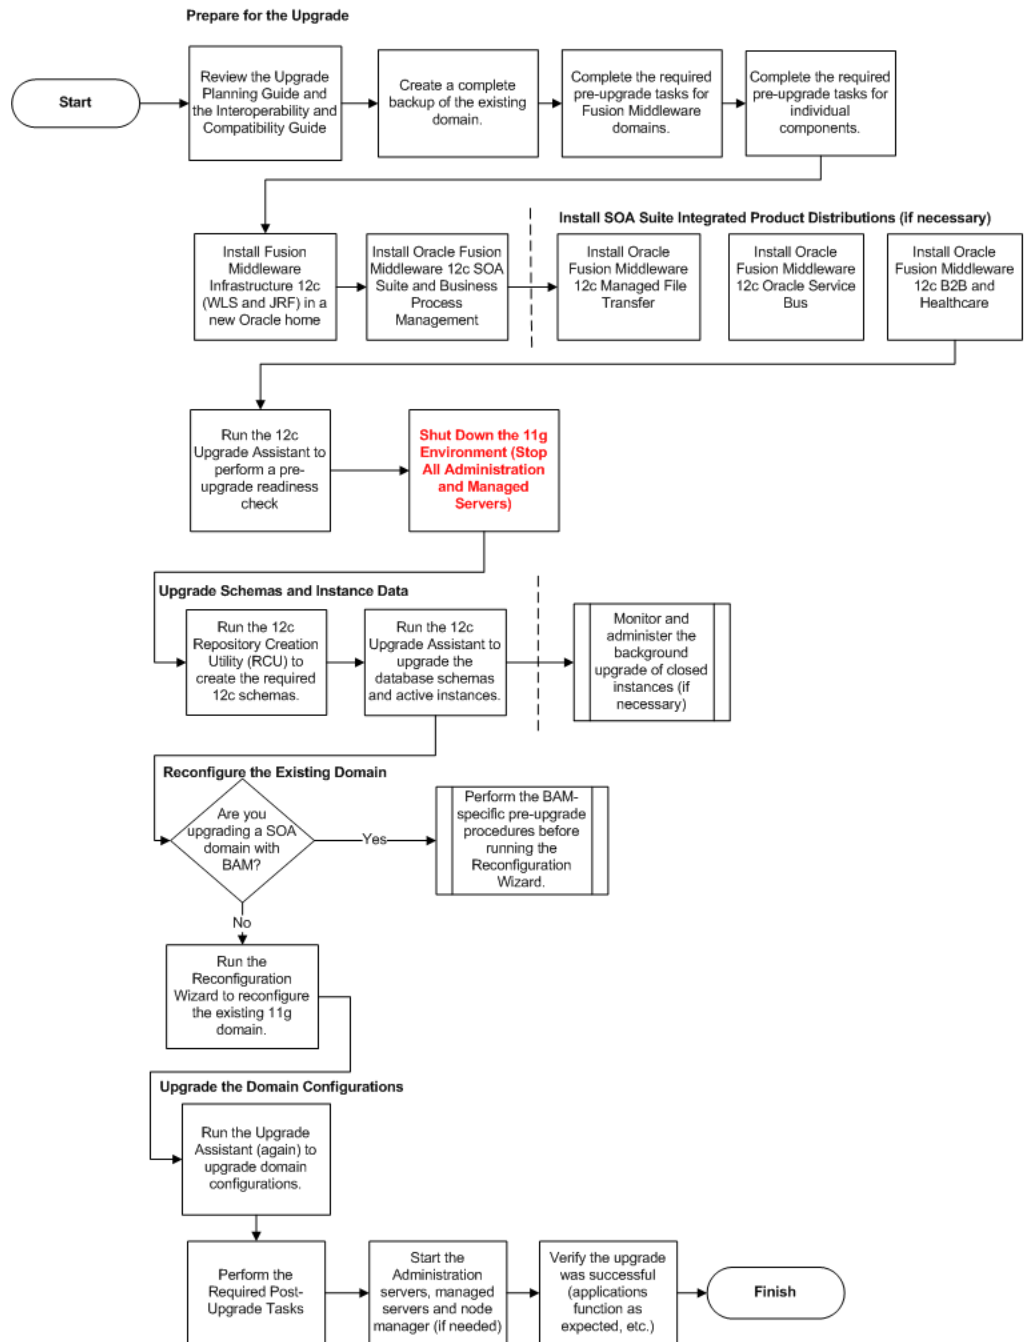 Prepare for the Upgrade
Start
Review the Upgrade
Planning Guide and
the Interoperability and
Compatibility Guide
Create a complete
backup of the existing
domain.
Complete the required
pre-upgrade tasks for
Fusion Middleware
domains.
Complete the required
pre-upgrade tasks for
individual
components.
Install SOA Suite Integrated Product Distributions (if necessary)
Install Fusion
Middleware
Infrastructure 12c
(WLS and JRF) in a
new Oracle home
Install Oracle Fusion
Middleware 12c SOA
Suite and Business
Process
Management
Install Oracle
Fusion Middleware
12c Managed File
Transfer
Install Oracle
Fusion Middleware
12c Oracle Service
Bus
Install Oracle
Fusion Middleware
12c B2B and
Healthcare
Run the 12c
Upgrade Assistant to
perform a pre-
upgrade readiness
check
Shut Down the 11g
Environment (Stop
All Administration
and Managed
Servers)
Upgrade Schemas and Instance Data
Run the 12c
Repository Creation
Utility (RCU) to
create the required
12c schemas.
Run the 12c
Upgrade Assistant to
upgrade the
database schemas
and active instances.
Monitor and
administer the
background
upgrade of closed
instances (if
necessary)
Reconfigure the Existing Domain
Are you
upgrading a SOA
domain with
BAM?
Yes
Perform the BAM-
specific pre-upgrade
procedures before
running the
Reconfiguration
Wizard.
No
Run the
Reconfiguration
Wizard to reconfigure
the existing 11g
domain.
Upgrade the Domain Configurations
Run the Upgrade
Assistant (again) to
upgrade domain
configurations.
Perform the
Required Post-
Upgrade Tasks
Start the
Administration
servers, managed
servers and node
manager (if needed)
Verify the upgrade
was successful
(applications
function as
expected, etc.)
Finish